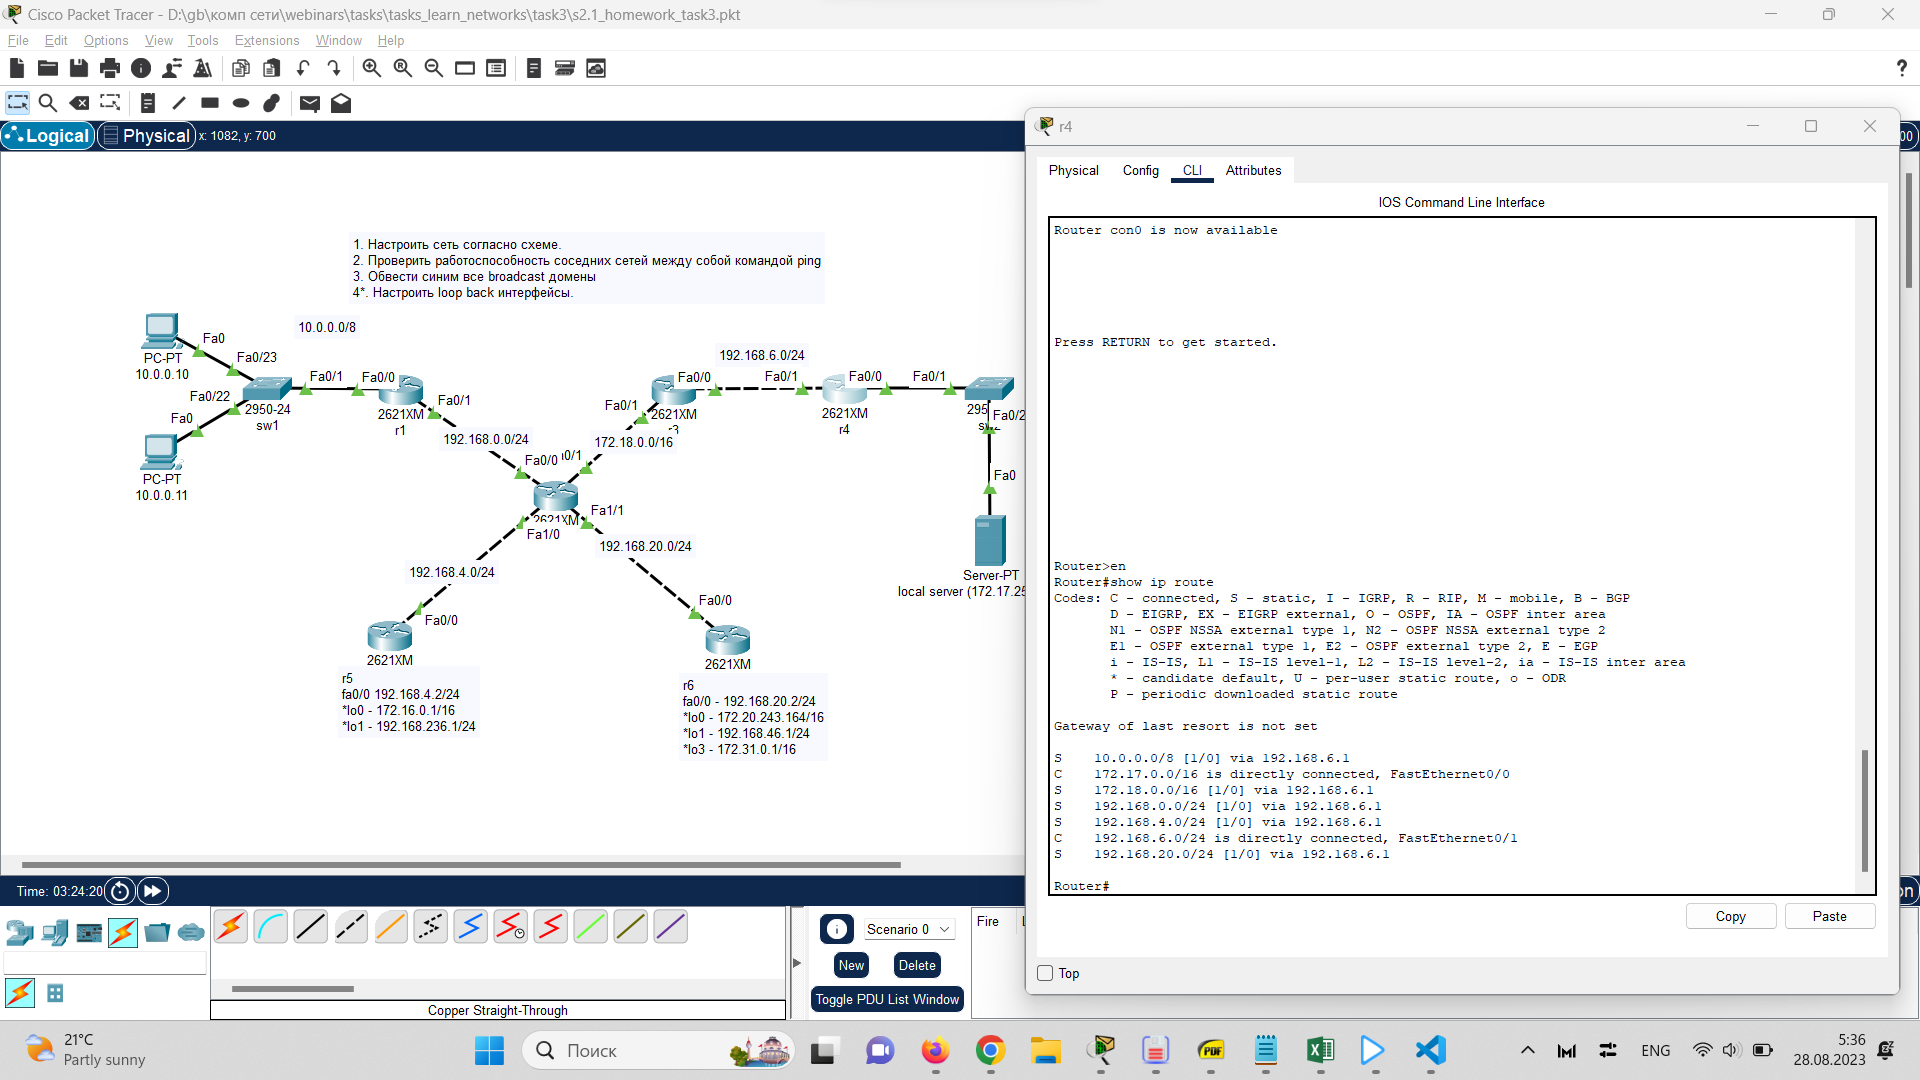 Cisco Packet Tracer - D:\gb\комп сети\webinars\tasks\tasks_learn_networks\task3\s2.1_homework_task3.pkt
File Edit Options View Tools Extensions Window Help
?
Logical Physical x: 1082, y: 700
1. Настроить сеть согласно схеме.
2. Проверить работоспособность соседних сетей между собой командой ping
3. Обвести синим все broadcast домены
4*. Настроить loop back интерфейсы.
10.0.0.0/8
Fa0
PC-PT
10.0.0.10
Fa0/23
Fa0/22
Fa0
PC-PT
10.0.0.11
2950-24
sw1
Fa0/1
Fa0/0
2621XM
r1
Fa0/1
192.168.0.0/24
Fa0/0
0/1
172.18.0.0/16
Fa0/1
2621XM
r3
Fa0/0
192.168.6.0/24
Fa0/1
Fa0/0
2621XM
r4
Fa0/1
295
Fa0/2
Fa0
Server-PT
local server (172.17.25
2621XM
Fa1/0
Fa1/1
192.168.20.0/24
192.168.4.0/24
Fa0/0
2621XM
r5
fa0/0 192.168.4.2/24
*lo0 - 172.16.0.1/16
*lo1 - 192.168.236.1/24
Fa0/0
2621XM
r6
fa0/0 - 192.168.20.2/24
*lo0 - 172.20.243.164/16
*lo1 - 192.168.46.1/24
*lo3 - 172.31.0.1/16
r4
Physical Config CLI Attributes
IOS Command Line Interface
Router con0 is now available
Press RETURN to get started.
Router>en
Router#show ip route
Codes: C - connected, S - static, I - IGRP, R - RIP, M - mobile, B - BGP
D - EIGRP, EX - EIGRP external, O - OSPF, IA - OSPF inter area
N1 - OSPF NSSA external type 1, N2 - OSPF NSSA external type 2
E1 - OSPF external type 1, E2 - OSPF external type 2, E - EGP
i - IS-IS, L1 - IS-IS level-1, L2 - IS-IS level-2, ia - IS-IS inter area
* - candidate default, U - per-user static route, o - ODR
P - periodic downloaded static route
Gateway of last resort is not set
S 10.0.0.0/8 [1/0] via 192.168.6.1
C 172.17.0.0/16 is directly connected, FastEthernet0/0
S 172.18.0.0/16 [1/0] via 192.168.6.1
S 192.168.0.0/24 [1/0] via 192.168.6.1
S 192.168.4.0/24 [1/0] via 192.168.6.1
C 192.168.6.0/24 is directly connected, FastEthernet0/1
S 192.168.20.0/24 [1/0] via 192.168.6.1
Router#
Copy Paste
Top
Time: 03:24:20
Copper Straight-Through
Scenario 0
New Delete
Toggle PDU List Window
Fire
21°C
Partly sunny
Поиск
PDF
ENG
5:36
28.08.2023